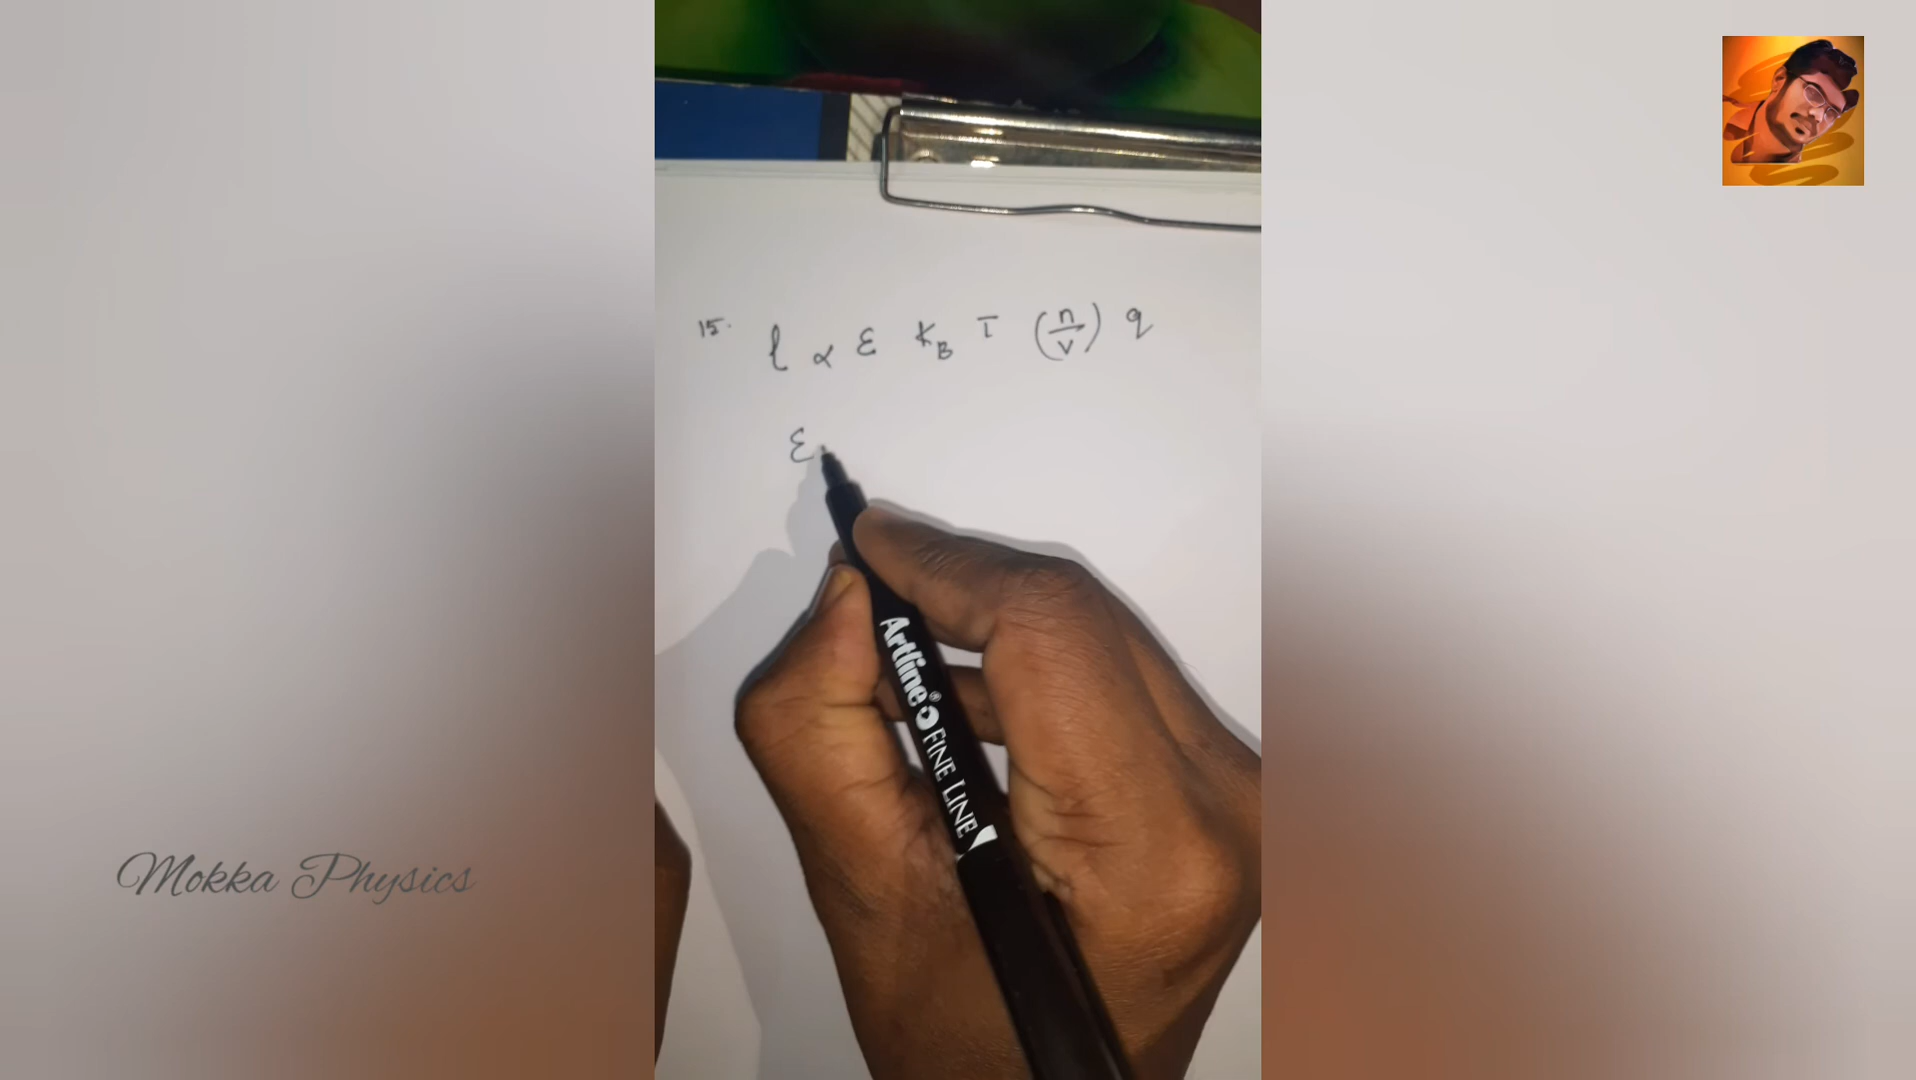 15. l ∝ ε k_B T (n/v) q
ε
Artline FINE LINE
Mokka Physics